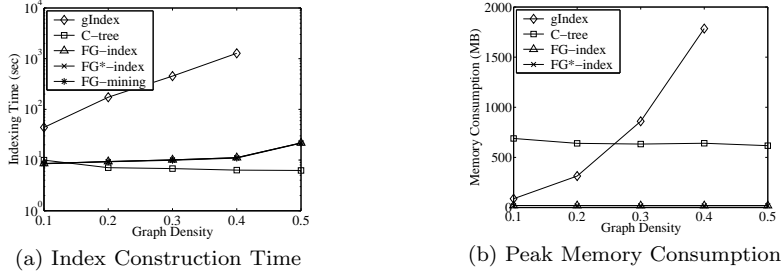 10^4
10^3
10^2
10^1
10^0
Indexing Time (sec)
gIndex
C−tree
FG−index
FG*−index
FG−mining
0.1 0.2 0.3 0.4 0.5
Graph Density
(a) Index Construction Time
2000
1500
1000
500
0
Memory Consumption (MB)
gIndex
C−tree
FG−index
FG*−index
0.1 0.2 0.3 0.4 0.5
Graph Density
(b) Peak Memory Consumption